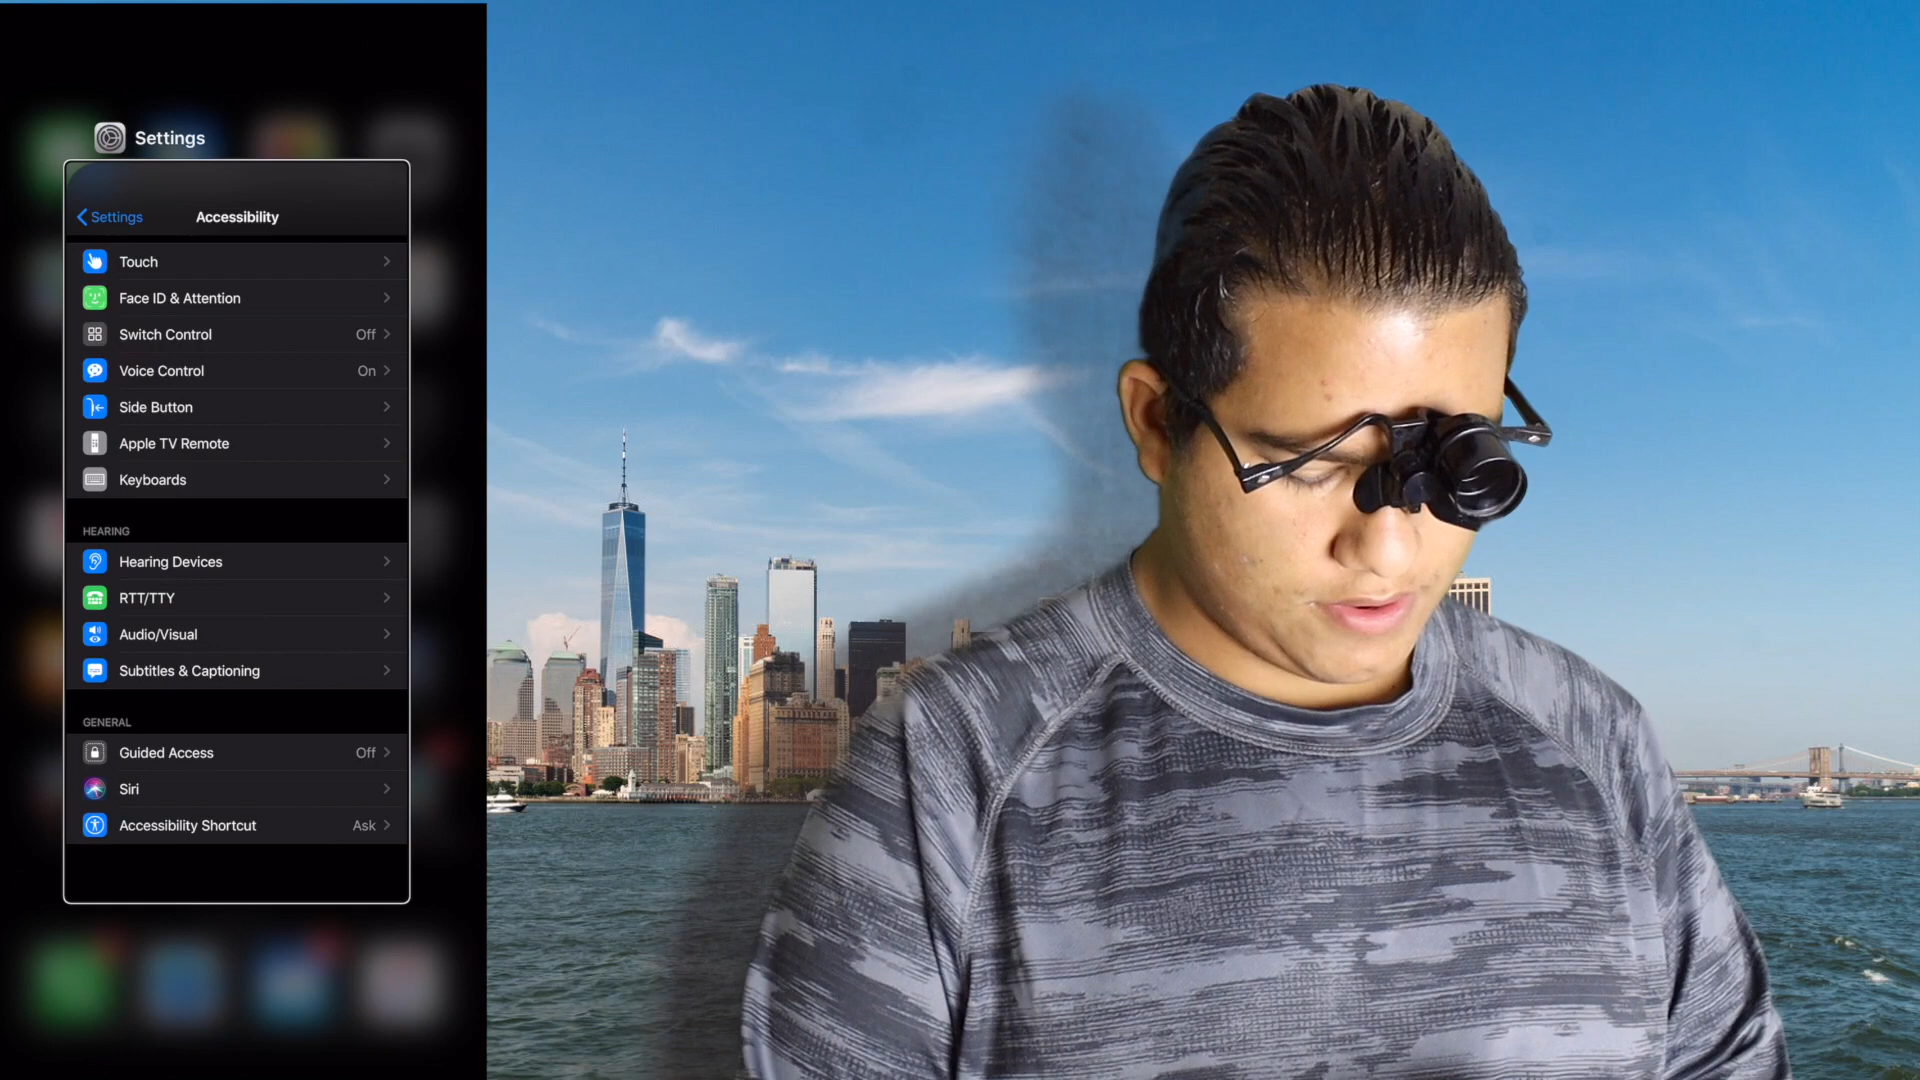 Settings
Settings
Accessibility
Touch
Face ID & Attention
Switch Control Off
Voice Control On
Side Button
Apple TV Remote
Keyboards
HEARING
Hearing Devices
RTT/TTY
Audio/Visual
Subtitles & Captioning
GENERAL
Guided Access Off
Siri
Accessibility Shortcut Ask